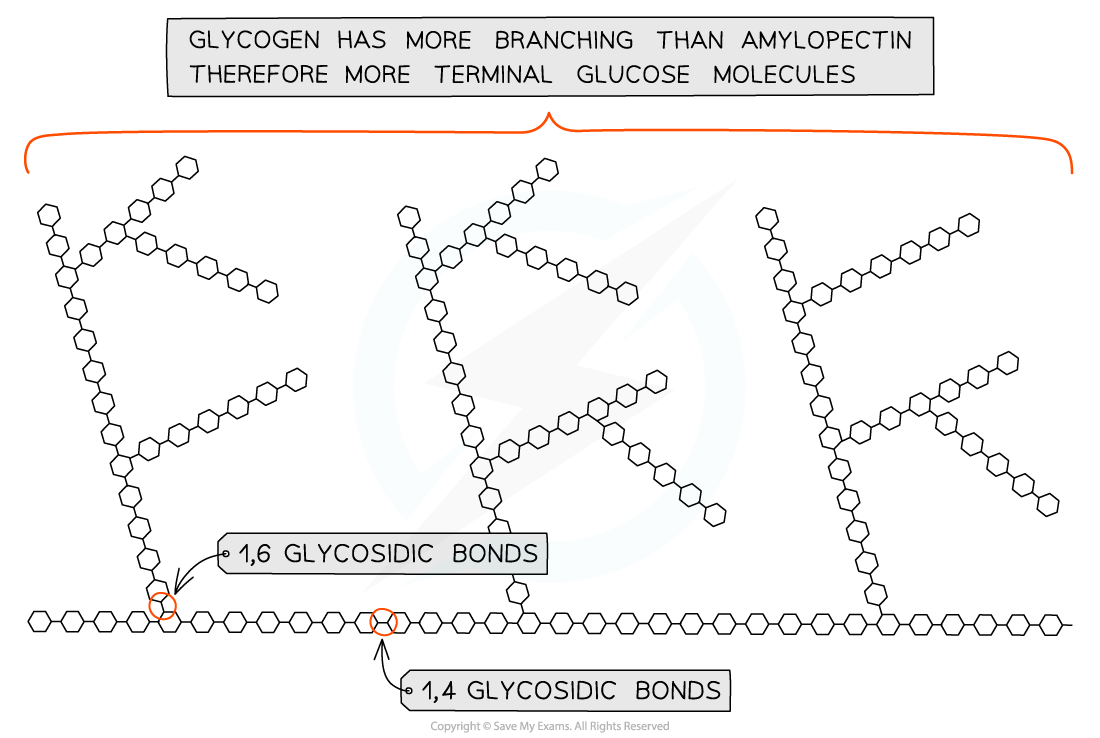 GLYCOGEN HAS MORE BRANCHING THAN AMYLOPECTIN
THEREFORE MORE TERMINAL GLUCOSE MOLECULES
1,6 GLYCOSIDIC BONDS
1,4 GLYCOSIDIC BONDS
Copyright © Save My Exams. All Rights Reserved